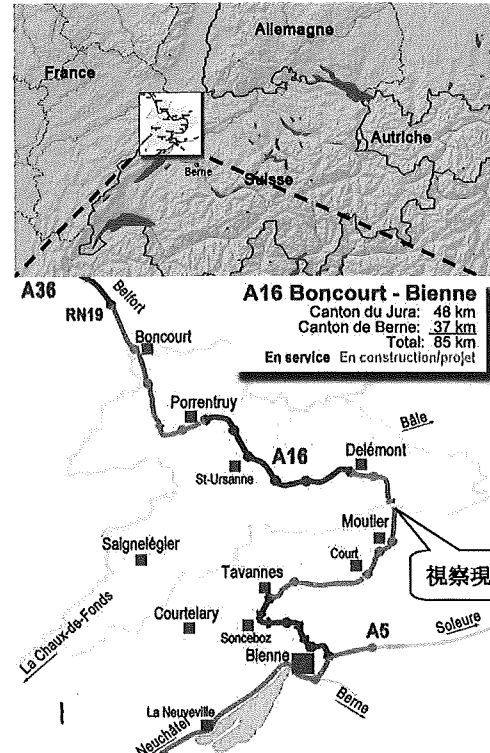 Allemagne
France
Autriche
Berne
Suisse
A36
Belfort
RN19
A16 Boncourt - Bienne
Canton du Jura: 48 km
Canton de Berne: 37 km
Total: 85 km
En service En construction/projet
Boncourt
Porrentruy
Bâle
A16
Delémont
St-Ursanne
Moutier
Saignelégier
Court
視察現
Tavannes
La Chaux-de-Fonds
Courtelary
Sonceboz
A5
Soleure
Bienne
Berne
La Neuveville
Neuchâtel